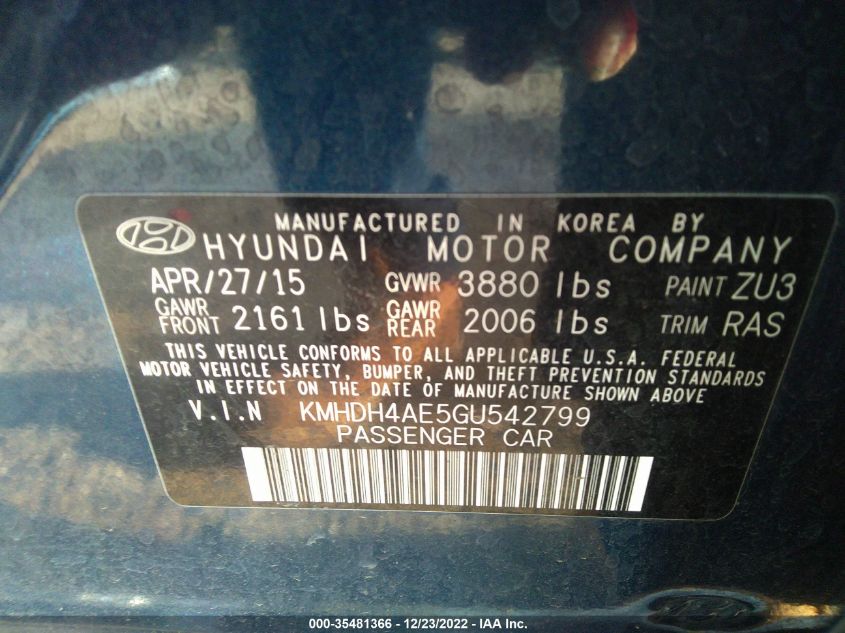 MANUFACTURED IN KOREA BY
HYUNDAI MOTOR COMPANY
APR/27/15 GVWR 3880 lbs PAINT ZU3
GAWR FRONT 2161 lbs GAWR REAR 2006 lbs TRIM RAS
THIS VEHICLE CONFORMS TO ALL APPLICABLE U.S.A. FEDERAL
MOTOR VEHICLE SAFETY, BUMPER, AND THEFT PREVENTION STANDARDS
IN EFFECT ON THE DATE OF MANUFACTURE SHOWN ABOVE
V.I.N KMHDH4AE5GU542799
PASSENGER CAR
000-35481366 - 12/23/2022 - IAA Inc.